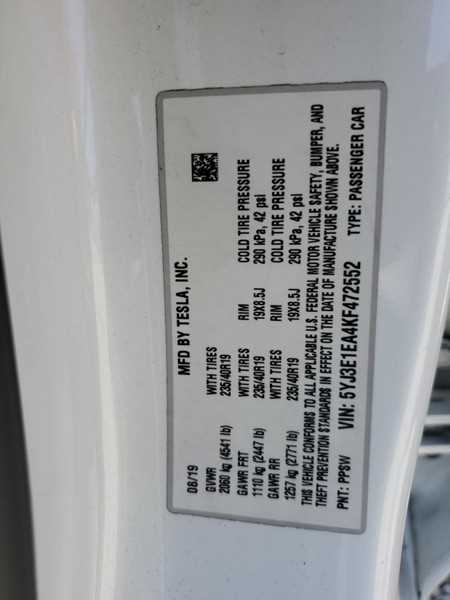 MFD BY TESLA, INC.
08/19
GVWR WITH TIRES RIM COLD TIRE PRESSURE
2060 kg (4541 lb) 235/40R19 19X8.5J 290 kPa, 42 psi
GAWR FRT WITH TIRES RIM COLD TIRE PRESSURE
1110 kg (2447 lb) 235/40R19 19X8.5J 290 kPa, 42 psi
GAWR RR
1257 kg (2771 lb) 235/40R19
THIS VEHICLE CONFORMS TO ALL APPLICABLE U.S. FEDERAL MOTOR VEHICLE SAFETY, BUMPER, AND
THEFT PREVENTION STANDARDS IN EFFECT ON THE DATE OF MANUFACTURE SHOWN ABOVE.
PNT: PPSW VIN: 5YJ3E1EA4KF472552 TYPE: PASSENGER CAR